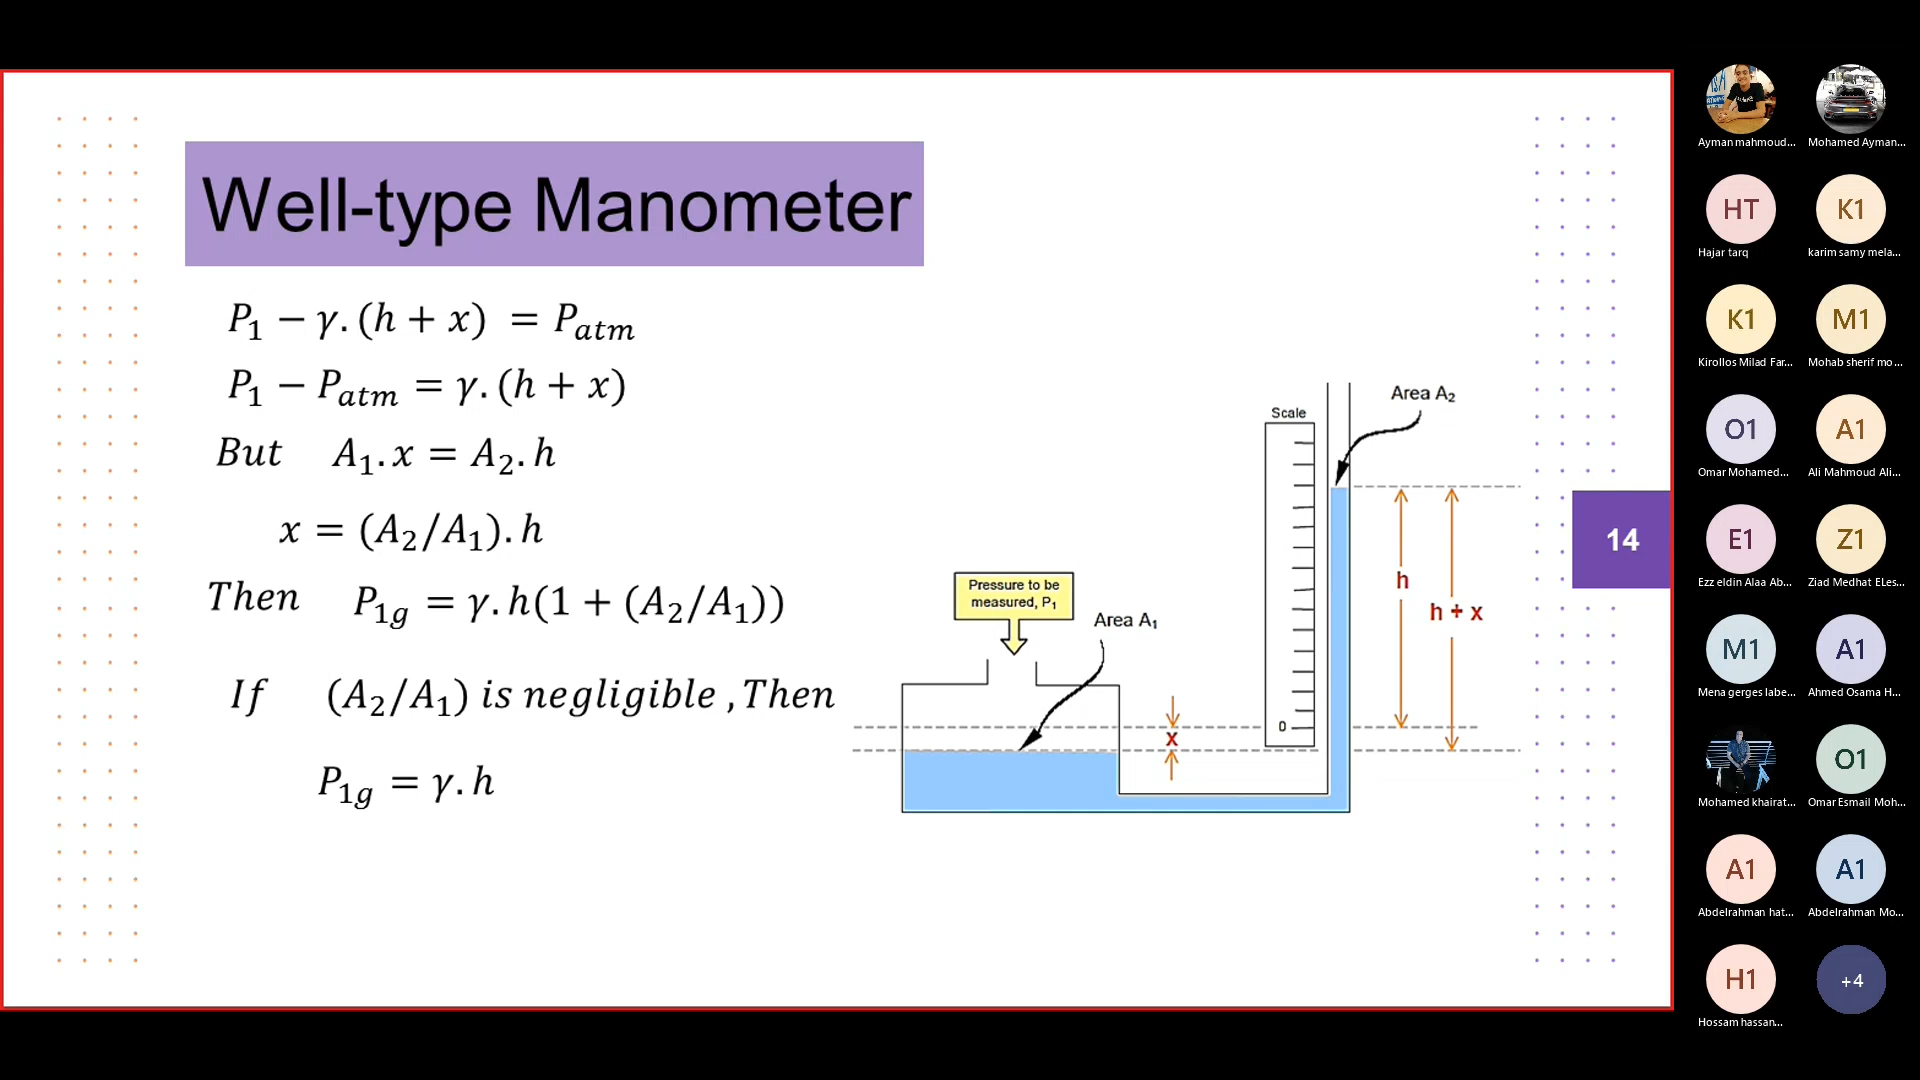 Well-type Manometer
P₁ − γ.(h + x) = Pₐₜₘ
P₁ − Pₐₜₘ = γ.(h + x)
But A₁.x = A₂.h
x = (A₂/A₁).h
Then P₁g = γ.h(1 + (A₂/A₁))
If (A₂/A₁) is negligible ,Then
P₁g = γ.h
Pressure to be
measured, P₁
Area A₁
Scale
0
Area A₂
h
h + x
x
14
Ayman mahmoud...
Mohamed Ayman...
HT
Hajar tarq
K1
karim samy mela...
K1
Kirollos Milad Far...
M1
Mohab sherif mo...
O1
Omar Mohamed...
A1
Ali Mahmoud Ali...
E1
Ezz eldin Alaa Ab...
Z1
Ziad Medhat ELes...
M1
Mena gerges labe...
A1
Ahmed Osama H...
Mohamed khairat...
O1
Omar Esmail Moh...
A1
Abdelrahman hat...
A1
Abdelrahman Mo...
H1
Hossam hassan...
+4